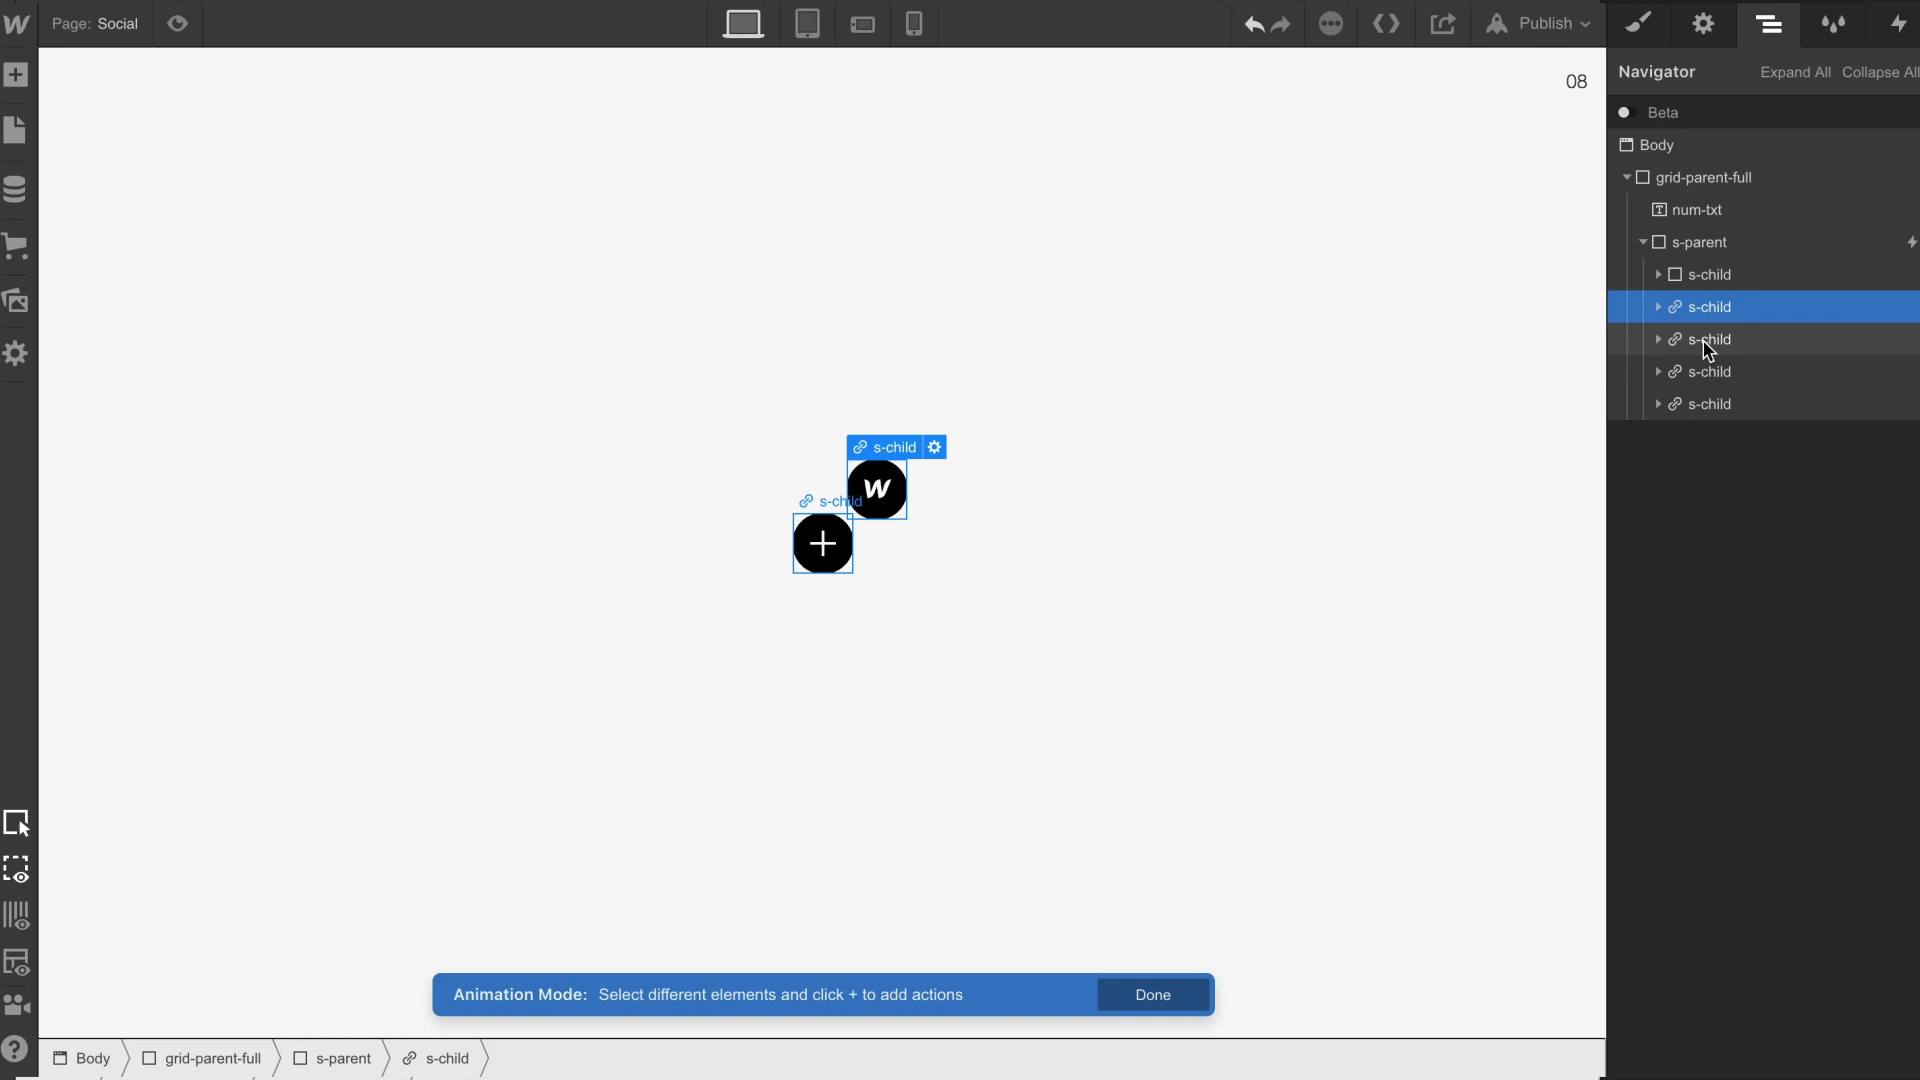 Page: Social
Publish
08
Navigator
Expand All
Collapse All
Beta
Body
grid-parent-full
num-txt
s-parent
s-child
s-child
s-child
s-child
s-child
s-child
s-child
Animation Mode: Select different elements and click + to add actions
Done
Body
grid-parent-full
s-parent
s-child